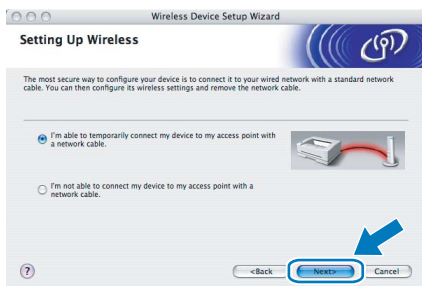 Wireless Device Setup Wizard
Setting Up Wireless
The most secure way to configure your device is to connect it to your wired network with a standard network
cable. You can then configure its wireless settings and remove the network cable.
I'm able to temporarily connect my device to my access point with
a network cable.
I'm not able to connect my device to my access point with a
network cable.
? <Back Next> Cancel